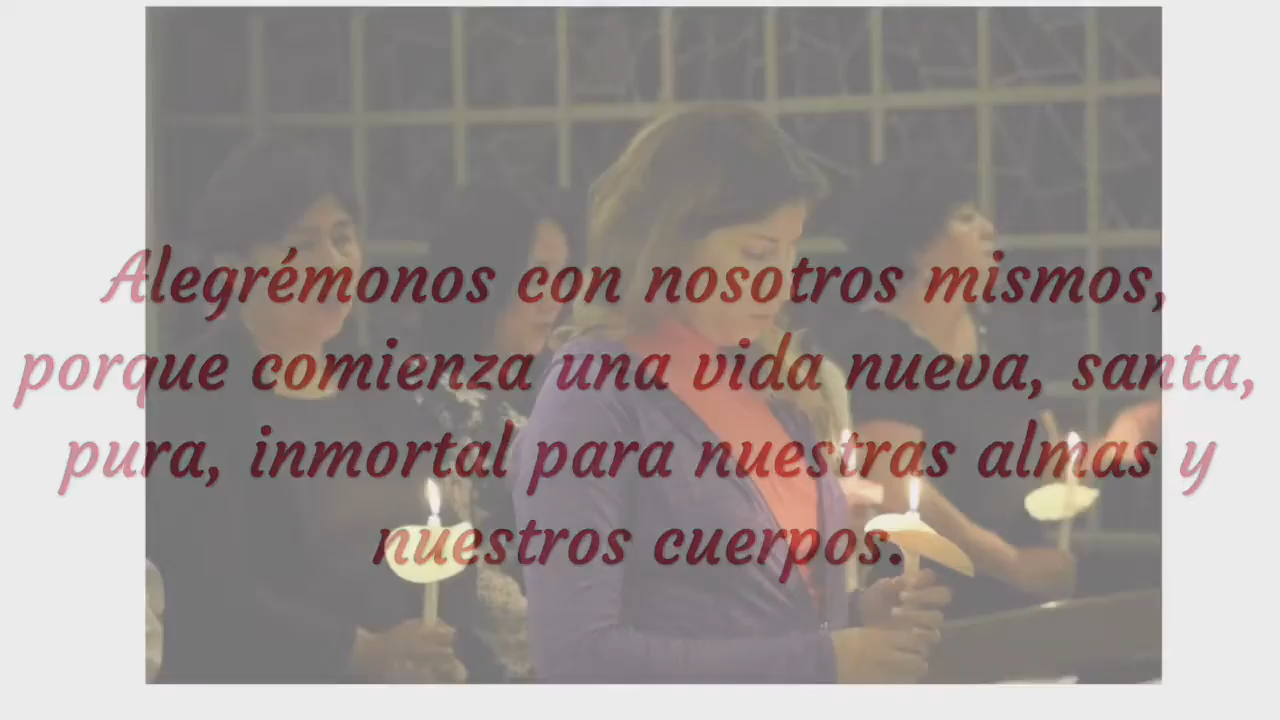 Alegrémonos con nosotros mismos,
porque comienza una vida nueva, santa,
pura, inmortal para nuestras almas y
nuestros cuerpos.